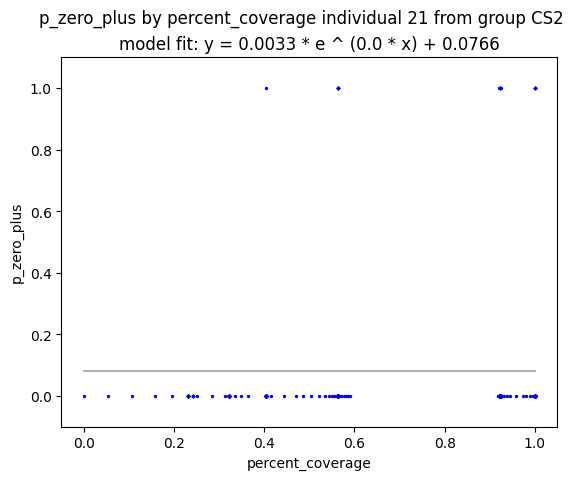 p_zero_plus by percent_coverage individual 21 from group CS2
model fit: y = 0.0033 * e ^ (0.0 * x) + 0.0766
1.0
0.8
0.6
0.4
0.2
0.0
p_zero_plus
0.0 0.2 0.4 0.6 0.8 1.0
percent_coverage